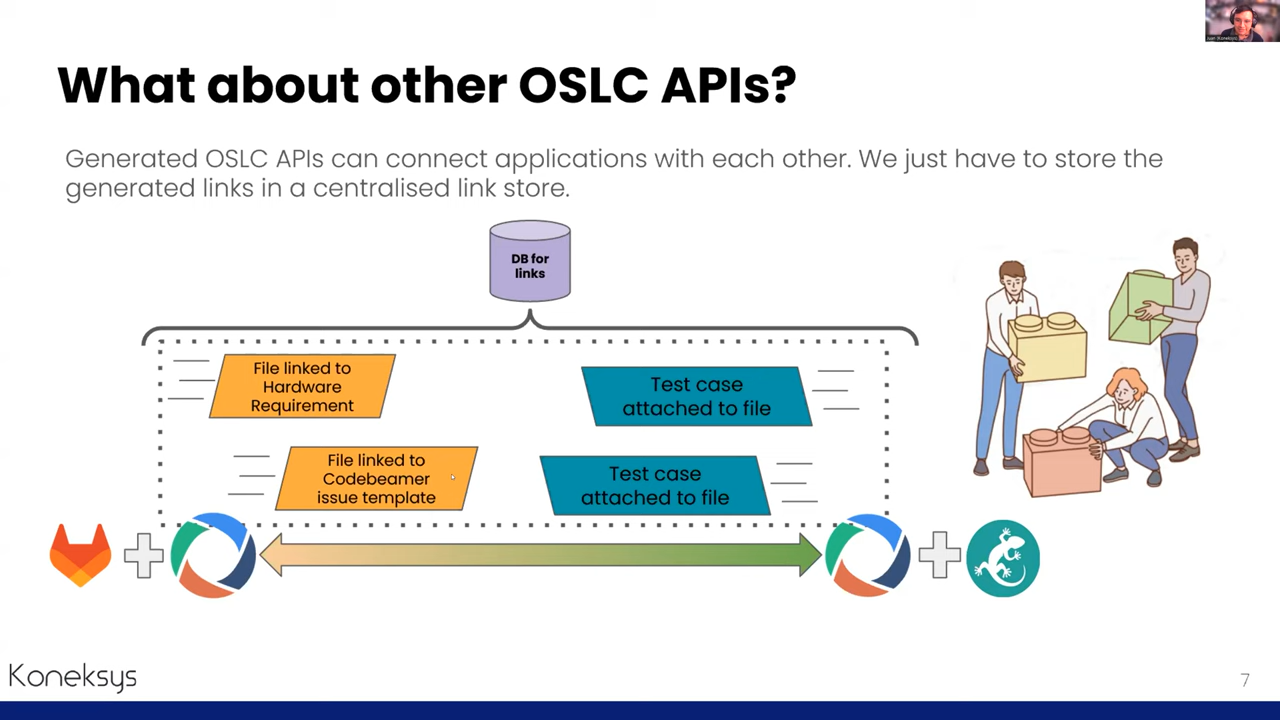 What about other OSLC APIs?
Generated OSLC APIs can connect applications with each other. We just have to store the
generated links in a centralised link store.
DB for
links
File linked to
Hardware
Requirement
Test case
attached to file
File linked to
Codebeamer
issue template
Test case
attached to file
Koneksys
7